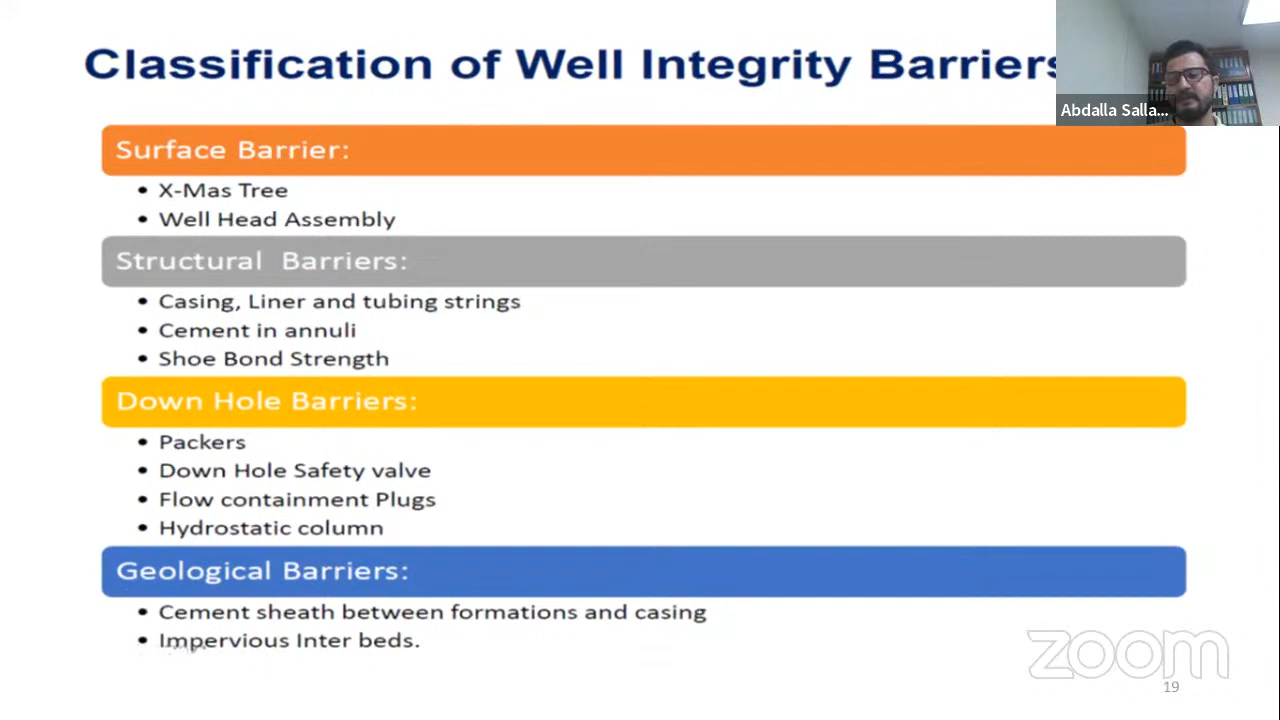 Classification of Well Integrity Barriers
Abdalla Salla...
Surface Barrier:
• X-Mas Tree
• Well Head Assembly
Structural Barriers:
• Casing, Liner and tubing strings
• Cement in annuli
• Shoe Bond Strength
Down Hole Barriers:
• Packers
• Down Hole Safety valve
• Flow containment Plugs
• Hydrostatic column
Geological Barriers:
• Cement sheath between formations and casing
• Impervious Inter beds.
zoom
19